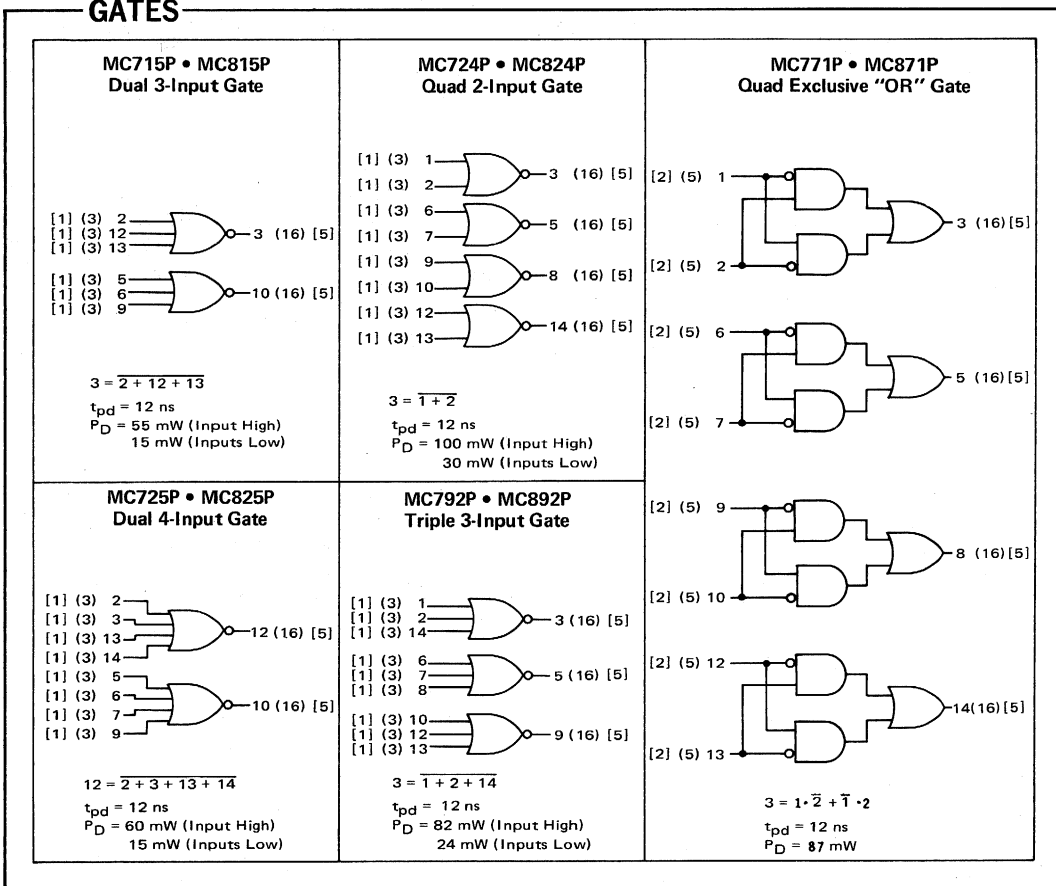 GATES
MC715P • MC815P
Dual 3-Input Gate
[1] (3) 2
[1] (3) 12
[1] (3) 13
3 (16) [5]
[1] (3) 5
[1] (3) 6
[1] (3) 9
10 (16) [5]
3 = \overline{2 + 12 + 13}
tpd = 12 ns
PD = 55 mW (Input High)
15 mW (Inputs Low)
MC724P • MC824P
Quad 2-Input Gate
[1] (3) 1
[1] (3) 2
3 (16) [5]
[1] (3) 6
[1] (3) 7
5 (16) [5]
[1] (3) 9
[1] (3) 10
8 (16) [5]
[1] (3) 12
[1] (3) 13
14 (16) [5]
3 = \overline{1 + 2}
tpd = 12 ns
PD = 100 mW (Input High)
30 mW (Inputs Low)
MC771P • MC871P
Quad Exclusive "OR" Gate
[2] (5) 1
[2] (5) 2
3 (16) [5]
[2] (5) 6
[2] (5) 7
5 (16) [5]
[2] (5) 9
[2] (5) 10
8 (16) [5]
[2] (5) 12
[2] (5) 13
14 (16) [5]
3 = 1 · \overline{2} + \overline{1} · 2
tpd = 12 ns
PD = 87 mW
MC725P • MC825P
Dual 4-Input Gate
[1] (3) 2
[1] (3) 3
[1] (3) 13
[1] (3) 14
12 (16) [5]
[1] (3) 5
[1] (3) 6
[1] (3) 7
[1] (3) 9
10 (16) [5]
12 = \overline{2 + 3 + 13 + 14}
tpd = 12 ns
PD = 60 mW (Input High)
15 mW (Inputs Low)
MC792P • MC892P
Triple 3-Input Gate
[1] (3) 1
[1] (3) 2
[1] (3) 14
3 (16) [5]
[1] (3) 6
[1] (3) 7
[1] (3) 8
5 (16) [5]
[1] (3) 10
[1] (3) 12
[1] (3) 13
9 (16) [5]
3 = \overline{1 + 2 + 14}
tpd = 12 ns
PD = 82 mW (Input High)
24 mW (Inputs Low)